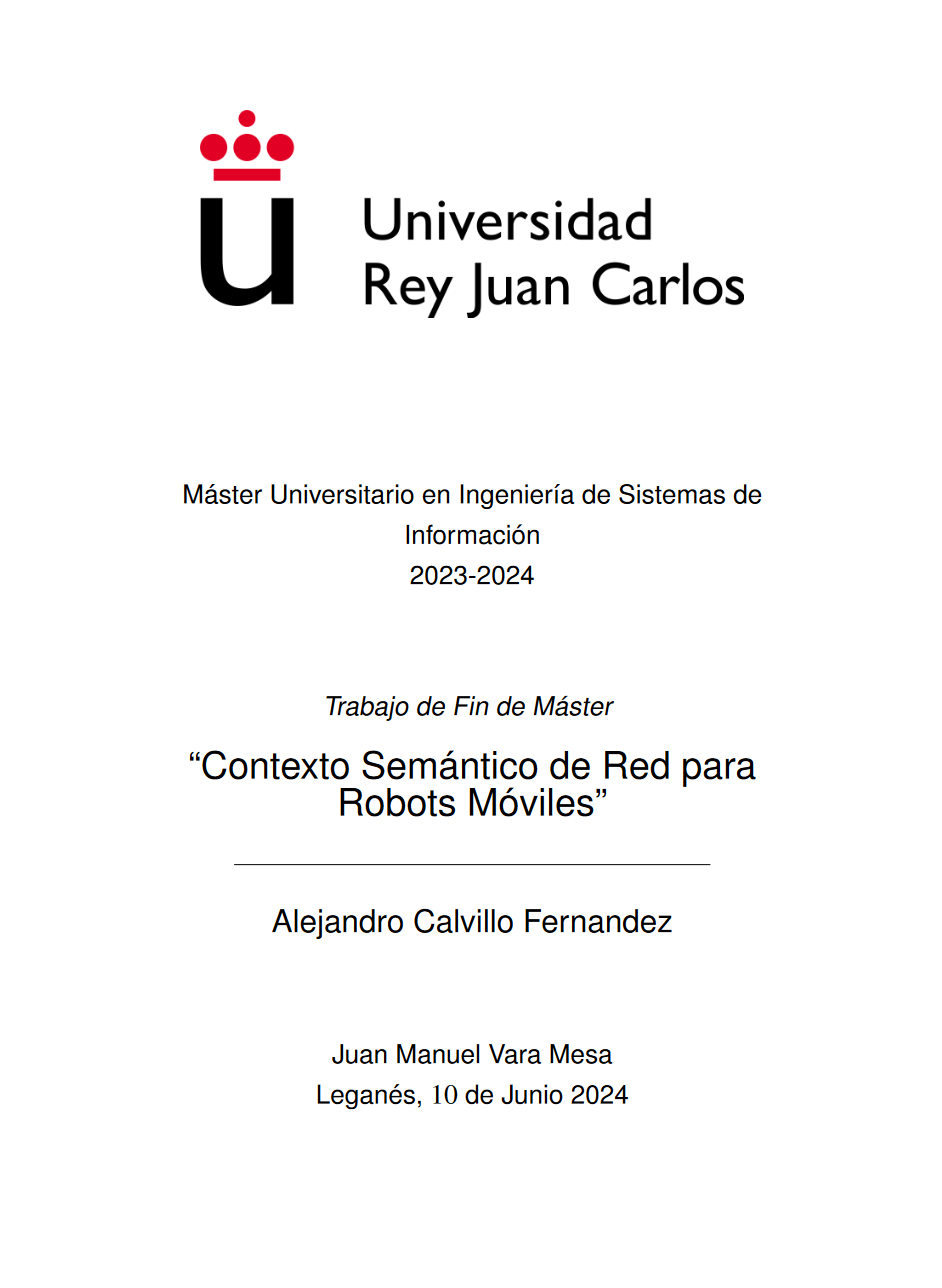 Universidad
Rey Juan Carlos
Máster Universitario en Ingeniería de Sistemas de
Información
2023-2024
Trabajo de Fin de Máster
“Contexto Semántico de Red para
Robots Móviles”
Alejandro Calvillo Fernandez
Juan Manuel Vara Mesa
Leganés, 10 de Junio 2024